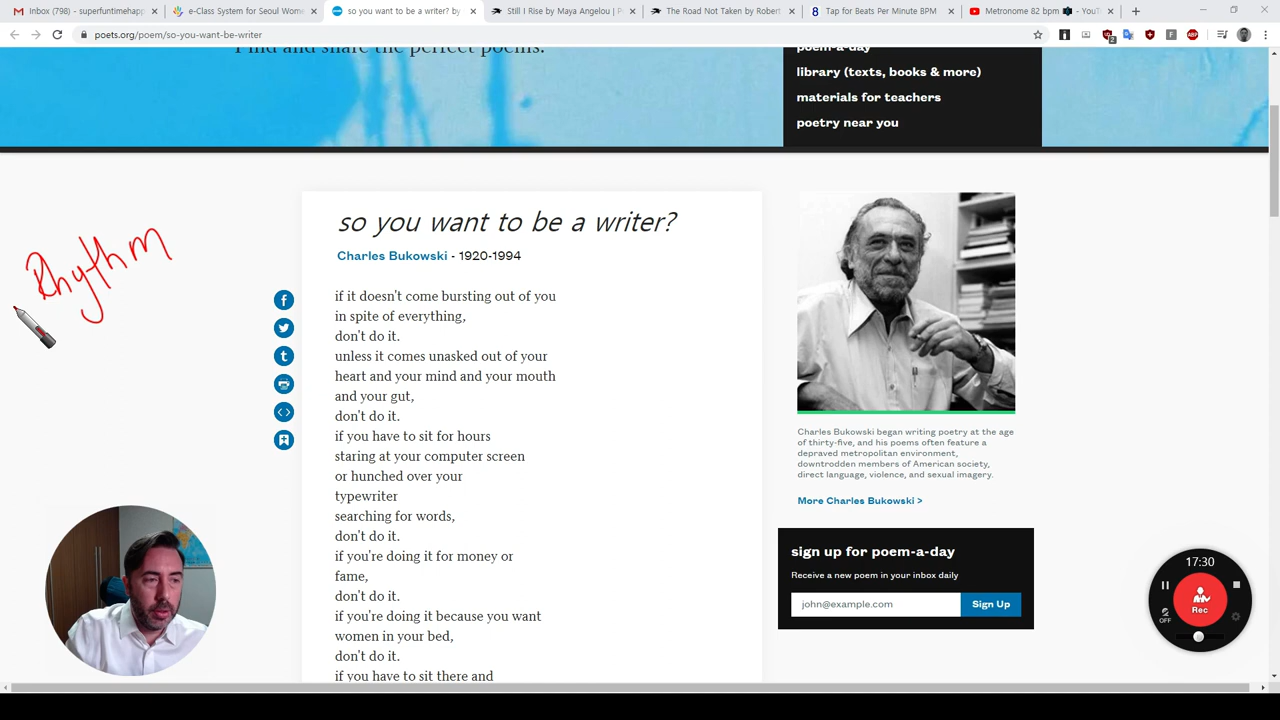 Inbox (798) - superfuntimehapp
e-Class System for Seoul Wome
so you want to be a writer? by
Still I Rise by Maya Angelou | P
The Road Not Taken by Robert
Tap for Beats Per Minute BPM
Metronome 82 bpm - YouT
poets.org/poem/so-you-want-be-writer
Find and share the perfect poems.
poem-a-day
library (texts, books & more)
materials for teachers
poetry near you
Rhythm
so you want to be a writer?
Charles Bukowski - 1920-1994
if it doesn't come bursting out of you
in spite of everything,
don't do it.
unless it comes unasked out of your
heart and your mind and your mouth
and your gut,
don't do it.
if you have to sit for hours
staring at your computer screen
or hunched over your
typewriter
searching for words,
don't do it.
if you're doing it for money or
fame,
don't do it.
if you're doing it because you want
women in your bed,
don't do it.
if you have to sit there and
Charles Bukowski began writing poetry at the age
of thirty-five, and his poems often feature a
depraved metropolitan environment,
downtrodden members of American society,
direct language, violence, and sexual imagery.
More Charles Bukowski >
sign up for poem-a-day
Receive a new poem in your inbox daily
john@example.com
Sign Up
17:30
Rec
OFF